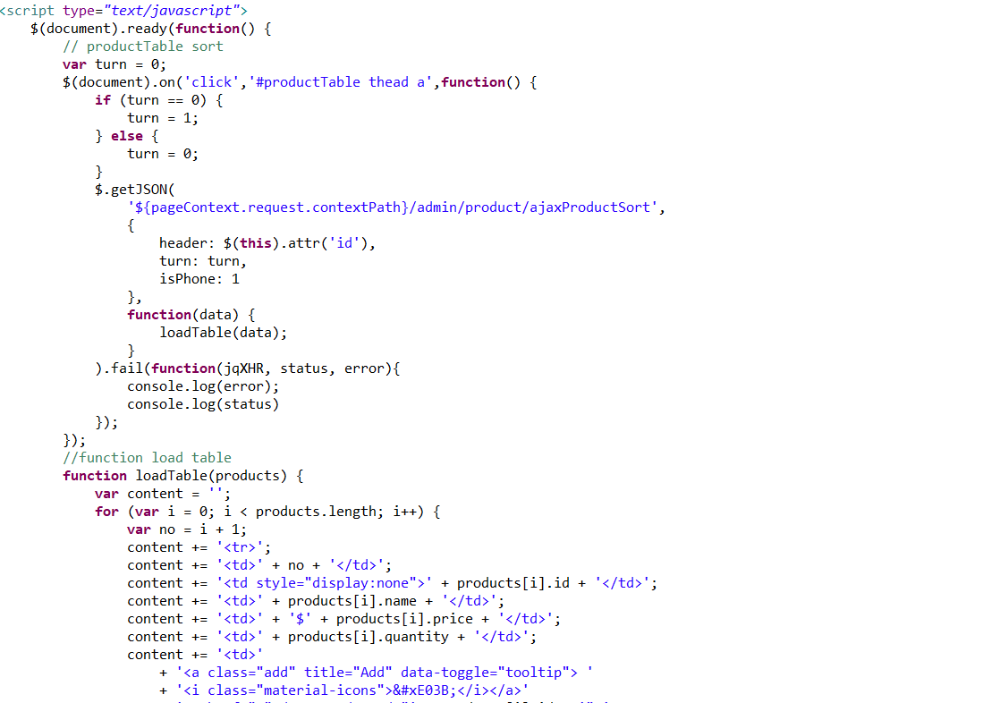 <script type="text/javascript">
    $(document).ready(function() {
        // productTable sort
        var turn = 0;
        $(document).on('click','#productTable thead a',function() {
            if (turn == 0) {
                turn = 1;
            } else {
                turn = 0;
            }
            $.getJSON(
                '${pageContext.request.contextPath}/admin/product/ajaxProductSort',
                {
                    header: $(this).attr('id'),
                    turn: turn,
                    isPhone: 1
                },
                function(data) {
                    loadTable(data);
                }
            ).fail(function(jqXHR, status, error){
                console.log(error);
                console.log(status)
            });
        });
        //function load table
        function loadTable(products) {
            var content = '';
            for (var i = 0; i < products.length; i++) {
                var no = i + 1;
                content += '<tr>';
                content += '<td>' + no + '</td>';
                content += '<td style="display:none">' + products[i].id + '</td>';
                content += '<td>' + products[i].name + '</td>';
                content += '<td>' + '$' + products[i].price + '</td>';
                content += '<td>' + products[i].quantity + '</td>';
                content += '<td>'
                    + '<a class="add" title="Add" data-toggle="tooltip"> '
                    + '<i class="material-icons">&#xE03B;</i></a>'